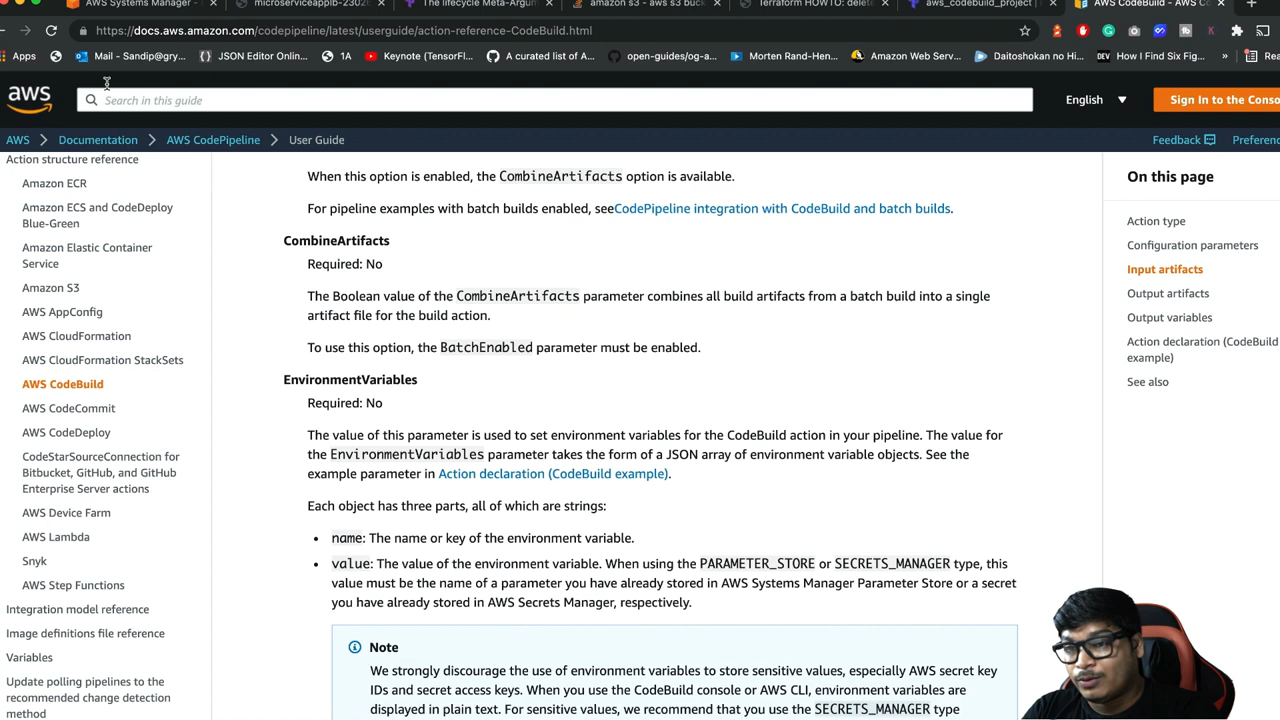 AWS Systems Manager -
microserviceapplb-2302
The lifecycle Meta-Argum
amazon s3 - aws s3 buck
Terraform HOWTO: delete
aws_codebuild_project |
AWS CodeBuild - AWS Co
https://docs.aws.amazon.com/codepipeline/latest/userguide/action-reference-CodeBuild.html
Apps
Mail - Sandip@gry...
JSON Editor Onlin...
1A
Keynote (TensorFl...
A curated list of A...
open-guides/og-a...
Morten Rand-Hen...
Amazon Web Serv...
Daitoshokan no Hi...
DEV How I Find Six Fig...
»
Rea
aws
Search in this guide
English
Sign In to the Conso
AWS > Documentation > AWS CodePipeline > User Guide
Feedback
Preferenc
Action structure reference
Amazon ECR
Amazon ECS and CodeDeploy
Blue-Green
Amazon Elastic Container
Service
Amazon S3
AWS AppConfig
AWS CloudFormation
AWS CloudFormation StackSets
AWS CodeBuild
AWS CodeCommit
AWS CodeDeploy
CodeStarSourceConnection for
Bitbucket, GitHub, and GitHub
Enterprise Server actions
AWS Device Farm
AWS Lambda
Snyk
AWS Step Functions
Integration model reference
Image definitions file reference
Variables
Update polling pipelines to the
recommended change detection
method
When this option is enabled, the CombineArtifacts option is available.
For pipeline examples with batch builds enabled, seeCodePipeline integration with CodeBuild and batch builds.
CombineArtifacts
Required: No
The Boolean value of the CombineArtifacts parameter combines all build artifacts from a batch build into a single
artifact file for the build action.
To use this option, the BatchEnabled parameter must be enabled.
EnvironmentVariables
Required: No
The value of this parameter is used to set environment variables for the CodeBuild action in your pipeline. The value for
the EnvironmentVariables parameter takes the form of a JSON array of environment variable objects. See the
example parameter in Action declaration (CodeBuild example).
Each object has three parts, all of which are strings:
• name: The name or key of the environment variable.
• value: The value of the environment variable. When using the PARAMETER_STORE or SECRETS_MANAGER type, this
value must be the name of a parameter you have already stored in AWS Systems Manager Parameter Store or a secret
you have already stored in AWS Secrets Manager, respectively.
Note
We strongly discourage the use of environment variables to store sensitive values, especially AWS secret key
IDs and secret access keys. When you use the CodeBuild console or AWS CLI, environment variables are
displayed in plain text. For sensitive values, we recommend that you use the SECRETS_MANAGER type
On this page
Action type
Configuration parameters
Input artifacts
Output artifacts
Output variables
Action declaration (CodeBuild
example)
See also